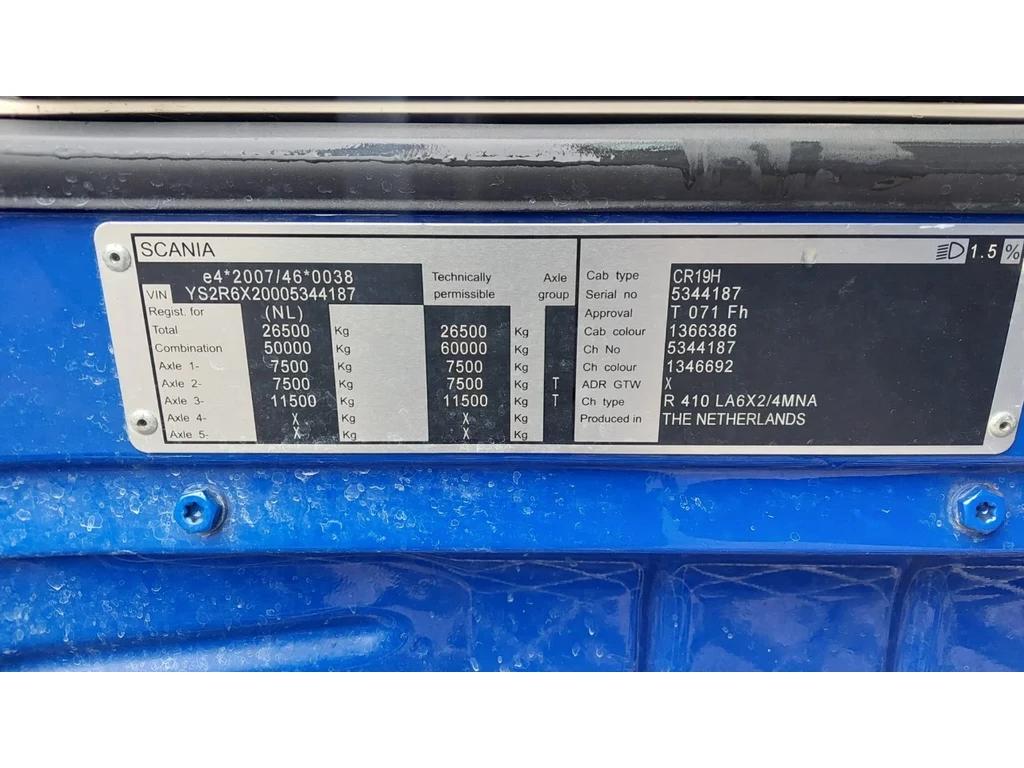 SCANIA 1.5 %
e4*2007/46*0038 Technically Axle
VIN YS2R6X20005344187 permissible group
Regist. for (NL)
Total 26500 Kg 26500 Kg
Combination 50000 Kg 60000 Kg
Axle 1- 7500 Kg 7500 Kg
Axle 2- 7500 Kg 7500 Kg T
Axle 3- 11500 Kg 11500 Kg T
Axle 4- X Kg X Kg
Axle 5- X Kg X Kg
Cab type CR19H
Serial no 5344187
Approval T 071 Fh
Cab colour 1366386
Ch No 5344187
Ch colour 1346692
ADR GTW X
Ch type R 410 LA6X2/4MNA
Produced in THE NETHERLANDS